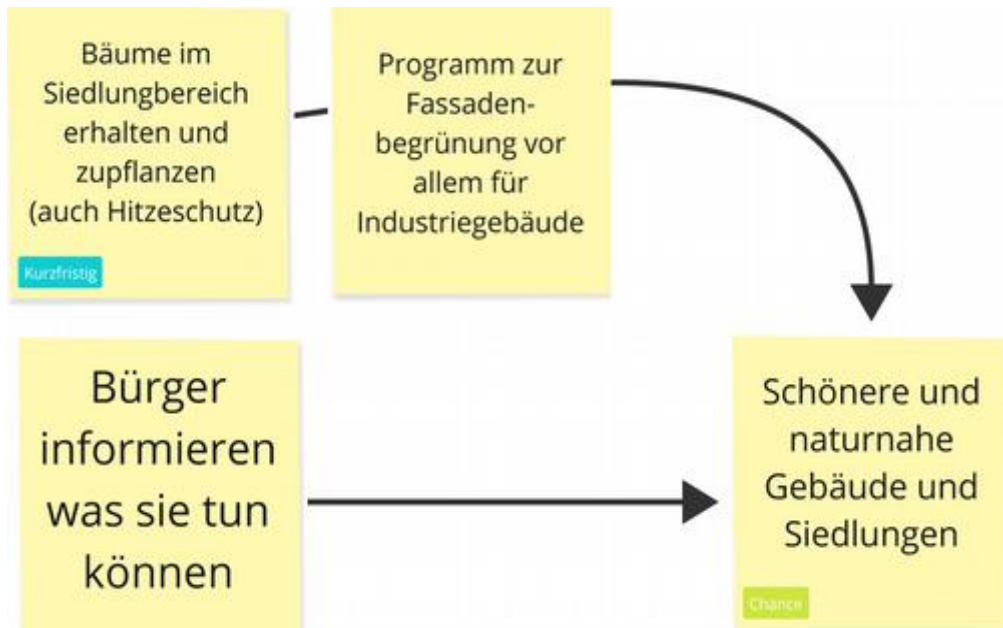 Bäume im
Siedlungbereich
erhalten und
zupflanzen
(auch Hitzeschutz)
Kurzfristig
Programm zur
Fassaden-
begrünung vor
allem für
Industriegebäude
Bürger
informieren
was sie tun
können
Schönere und
naturnahe
Gebäude und
Siedlungen
Chance